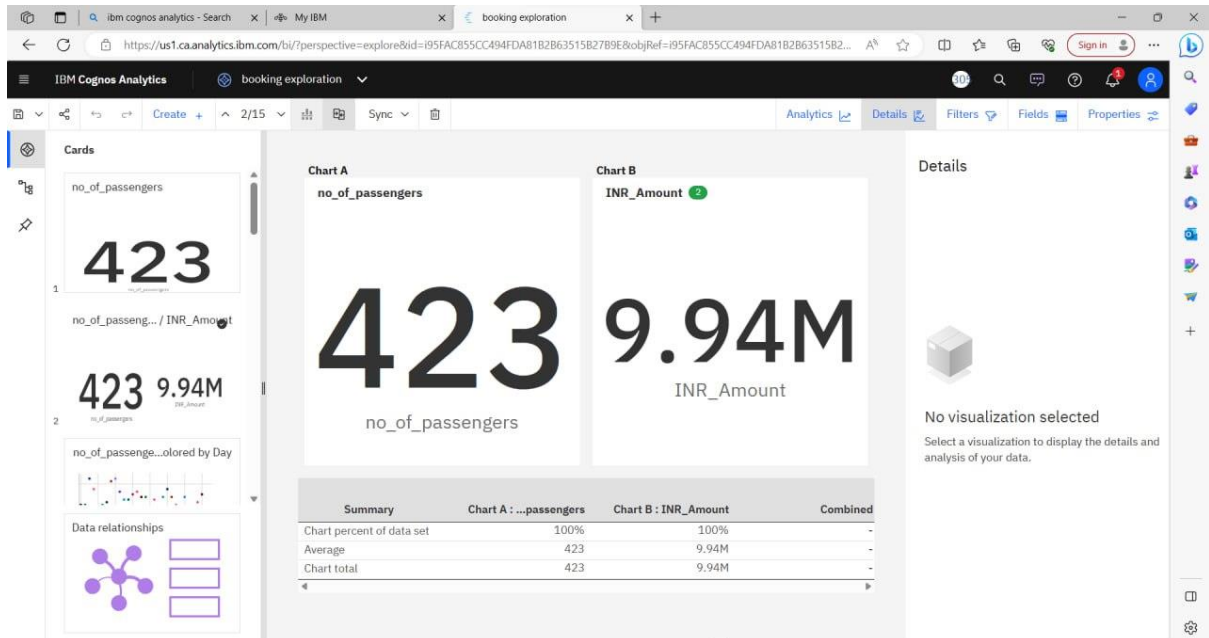 ibm cognos analytics - Search
My IBM
booking exploration
https://us1.ca.analytics.ibm.com/bi/?perspective=explore&id=i95FAC855CC494FDA81B2B63515B27B9E&objRef=i95FAC855CC494FDA81B2B63515B2...
Sign in
IBM Cognos Analytics
booking exploration
1
Create +
2/15
Sync
Analytics
Details
Filters
Fields
Properties
Cards
no_of_passengers
423
no_of_passengers
1
no_of_passeng... / INR_Amount
423 9.94M
no_of_passengers INR_Amount
2
no_of_passenge...olored by Day
Data relationships
Chart A
no_of_passengers
423
no_of_passengers
Chart B
INR_Amount 2
9.94M
INR_Amount
Summary Chart A : ...passengers Chart B : INR_Amount Combined
Chart percent of data set 100% 100% -
Average 423 9.94M -
Chart total 423 9.94M -
Details
No visualization selected
Select a visualization to display the details and
analysis of your data.